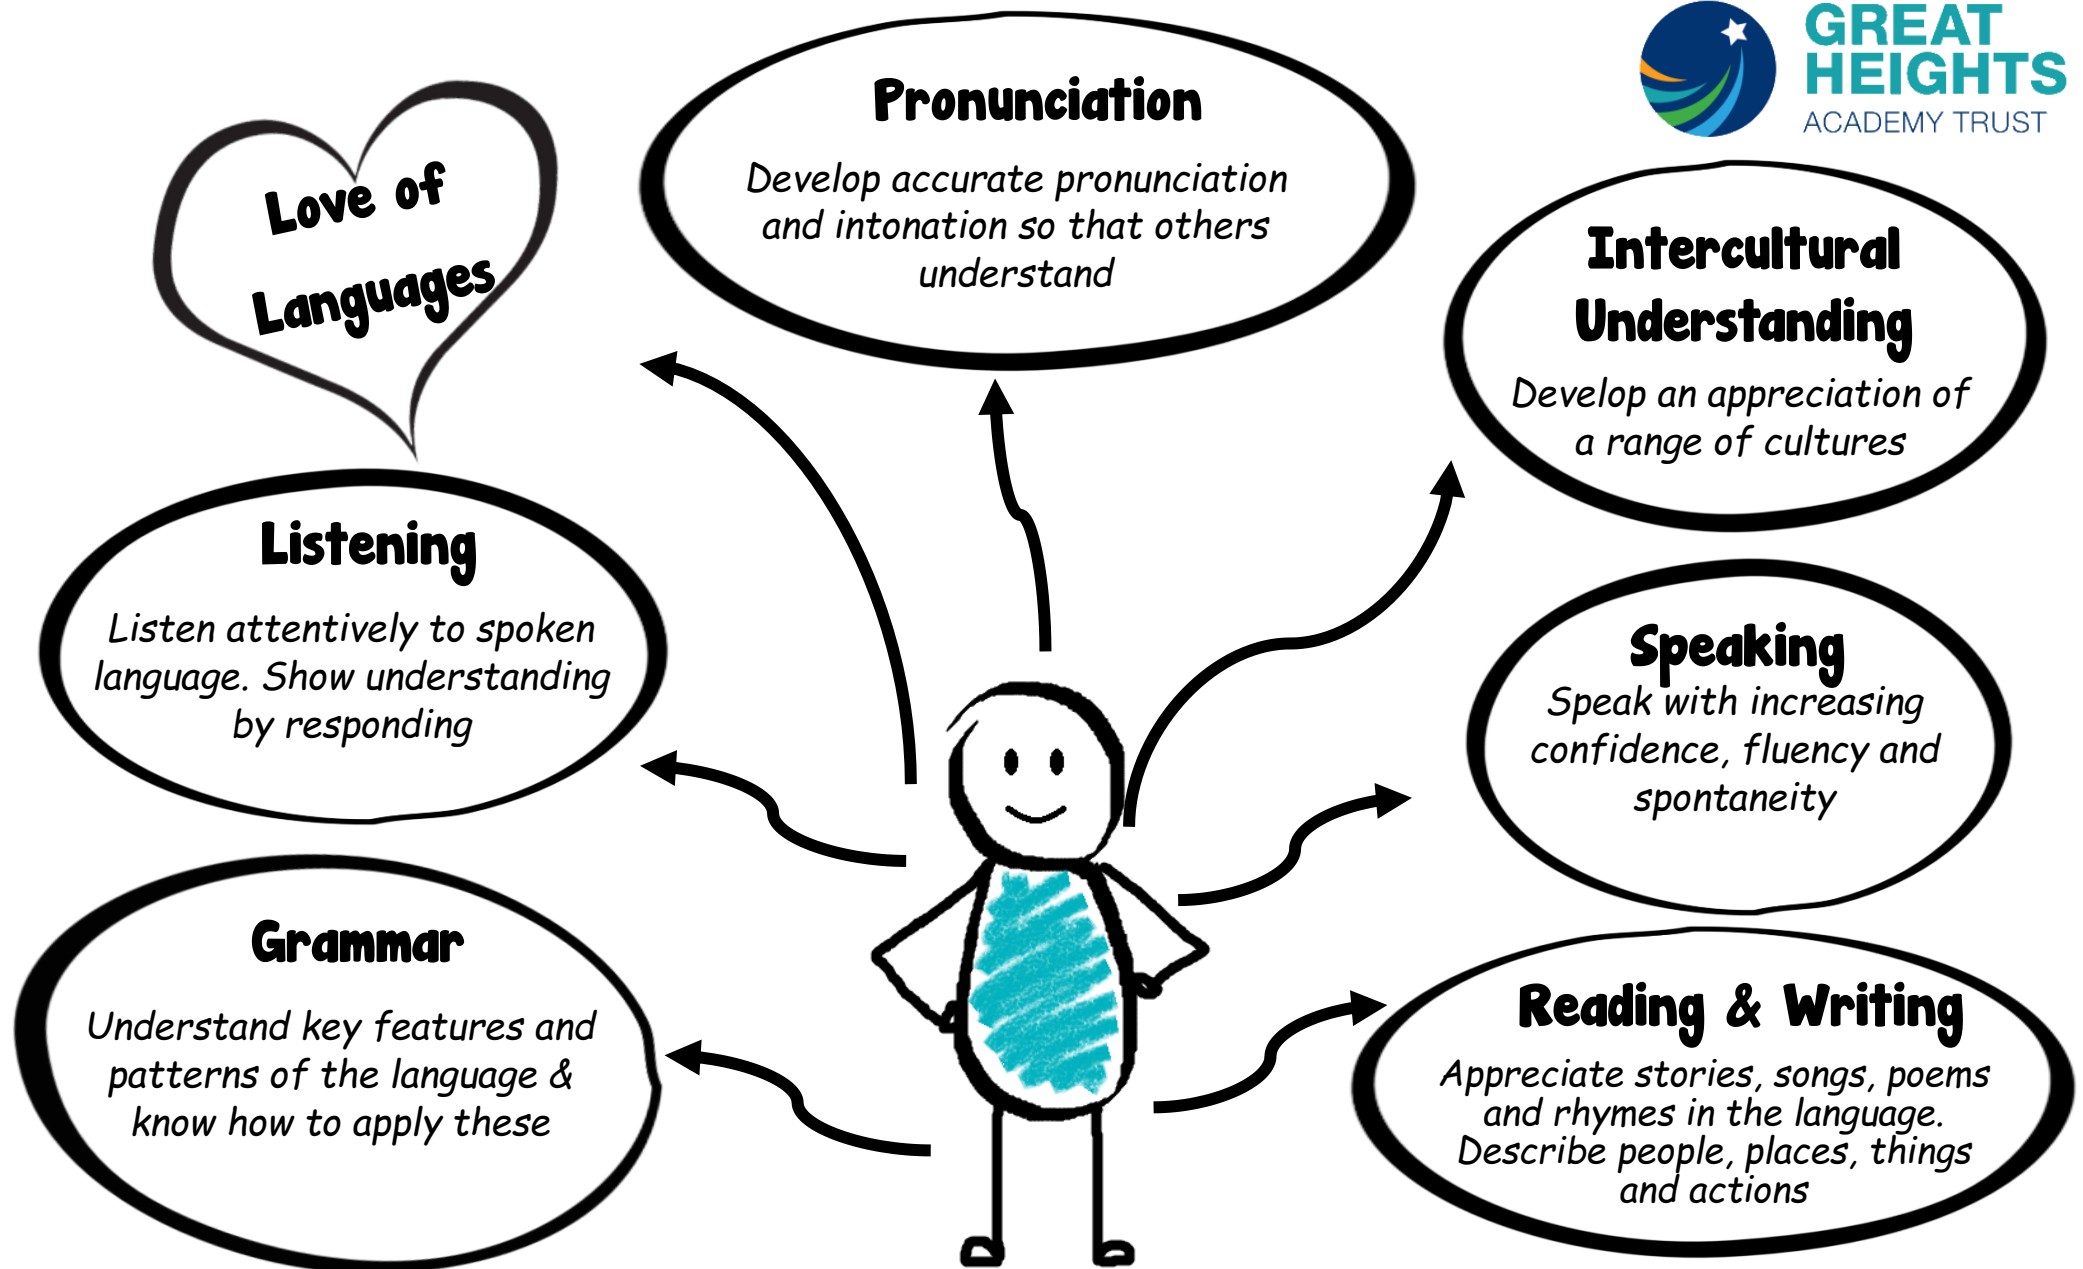 GREAT
HEIGHTS
ACADEMY TRUST
Love of
Languages
Pronunciation
Develop accurate pronunciation
and intonation so that others
understand
Intercultural
Understanding
Develop an appreciation of
a range of cultures
Listening
Listen attentively to spoken
language. Show understanding
by responding
Speaking
Speak with increasing
confidence, fluency and
spontaneity
Grammar
Understand key features and
patterns of the language &
know how to apply these
Reading & Writing
Appreciate stories, songs, poems
and rhymes in the language.
Describe people, places, things
and actions